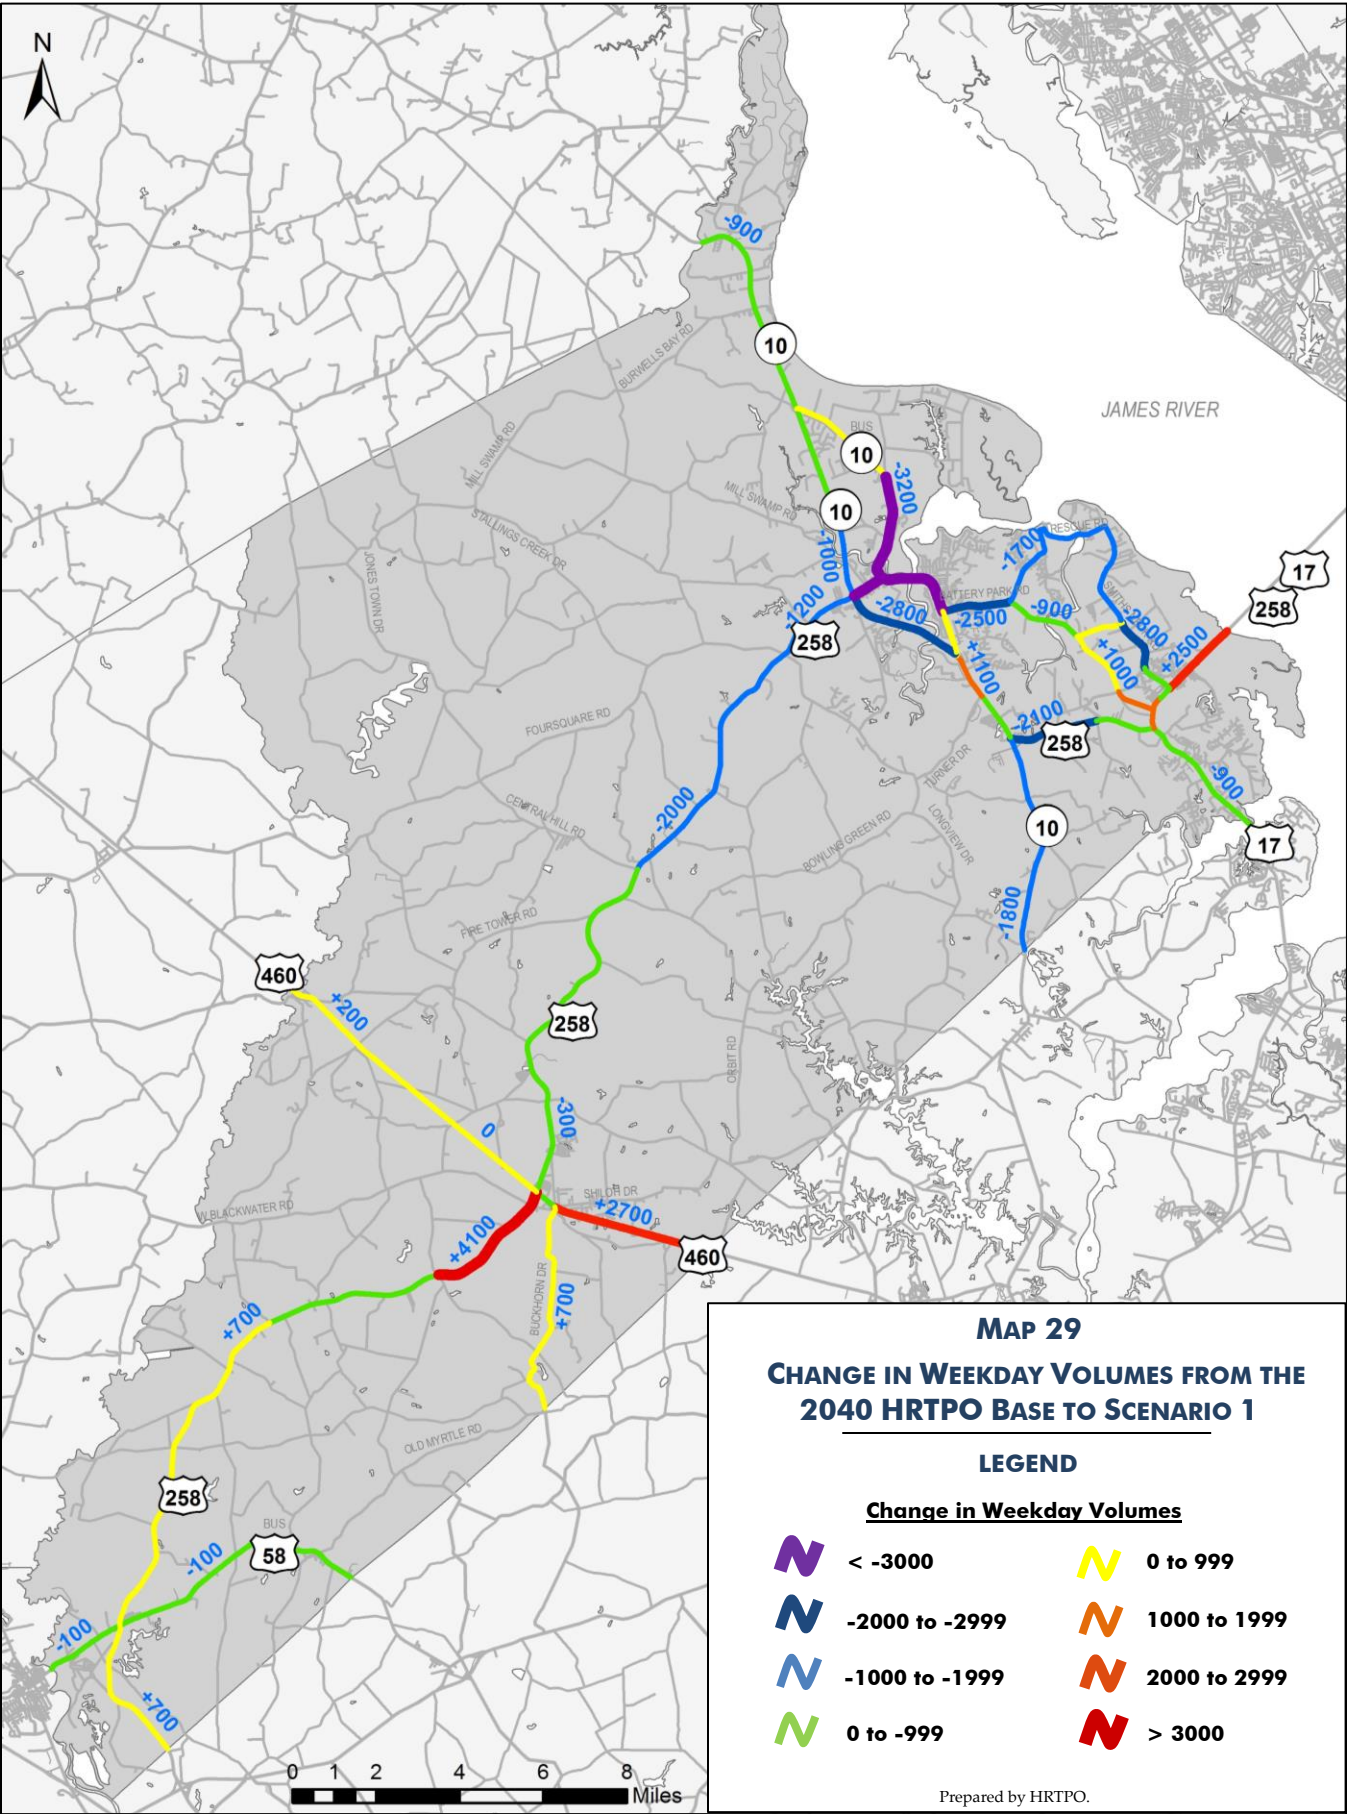 N
-900
10
BURWELLS BAY RD
JAMES RIVER
BUS
10
MILL SWAMP RD
-3200
MILL SWAMP RD
10
STALLINGS CREEK DR
-1000
RESCUE RD
-1700
JONES TOWN DR
17
258
BATTERY PARK RD
SMITHS
-1200
-2800
-2500
-900
-2800
258
+1000
+2500
+1100
-2100
258
FOURSQUARE RD
TURNER DR
-900
-2000
CENTRAL HILL RD
LONGVIEW DR
BOWLING GREEN RD
10
17
-1800
FIRE TOWER RD
460
+200
258
ORBIT RD
-300
0
SHILOH DR
W BLACKWATER RD
+2700
+4100
460
BUCKHORN DR
+700
+700
OLD MYRTLE RD
258
BUS
58
-100
-100
+700
0 1 2 4 6 8
Miles
MAP 29
CHANGE IN WEEKDAY VOLUMES FROM THE
2040 HRTPO BASE TO SCENARIO 1
LEGEND
Change in Weekday Volumes
< -3000
0 to 999
-2000 to -2999
1000 to 1999
-1000 to -1999
2000 to 2999
0 to -999
> 3000
Prepared by HRTPO.